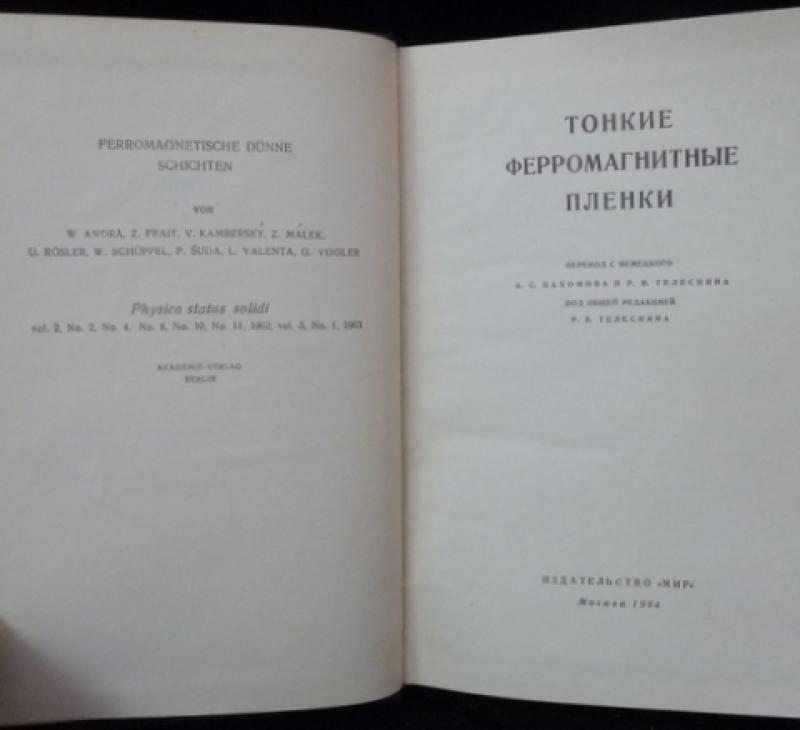 FERROMAGNETISCHE DÜNNE
SCHICHTEN
VON
W. ANDRÄ, Z. FRAIT, V. KAMBERSKÝ, Z. MÁLEK,
U. RÖSLER, W. SCHÜPPEL, P. ŠUDA, L. VALENTA, G. VOGLER
Physica status solidi
vol. 2, No. 2, No. 4, No. 8, No. 10, No. 11, 1962; vol. 3, No. 1, 1963
AKADEMIE-VERLAG
BERLIN
ТОНКИЕ
ФЕРРОМАГНИТНЫЕ
ПЛЕНКИ
ПЕРЕВОД С НЕМЕЦКОГО
А. С. ПАХОМОВА И Р. В. ТЕЛЕСНИНА
ПОД ОБЩЕЙ РЕДАКЦИЕЙ
Р. В. ТЕЛЕСНИНА
ИЗДАТЕЛЬСТВО «МИР»
Москва 1964